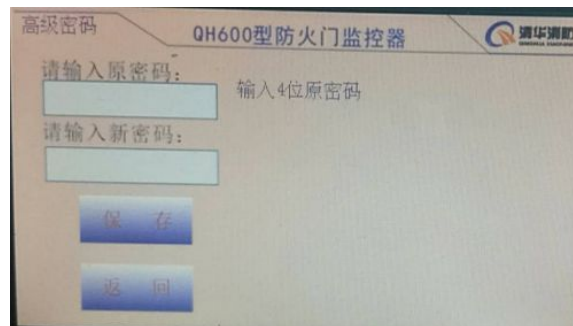 高级密码
QH600型防火门监控器
清华消防
请输入原密码：
输入4位原密码
请输入新密码：
保 存
返 回